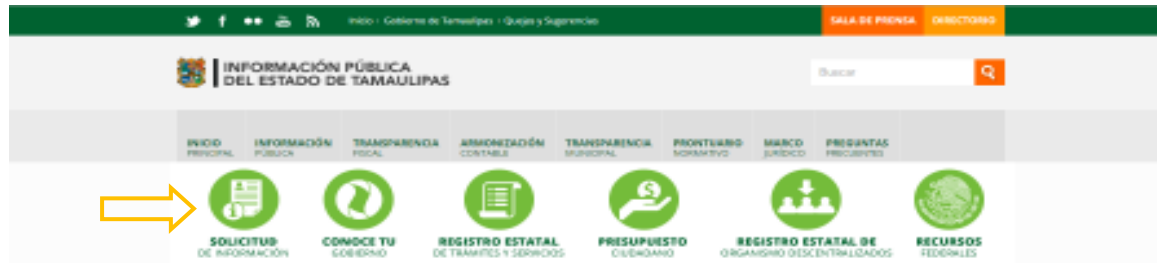 Inicio · Gobierno de Tamaulipas · Quejas y Sugerencias
SALA DE PRENSA
DIRECTORIO
INFORMACIÓN PÚBLICA
DEL ESTADO DE TAMAULIPAS
Buscar
INICIO
PRINCIPAL
INFORMACIÓN
PÚBLICA
TRANSPARENCIA
FISCAL
ARMONIZACIÓN
CONTABLE
TRANSPARENCIA
MUNICIPAL
PRONTUARIO
NORMATIVO
MARCO
JURÍDICO
PREGUNTAS
FRECUENTES
SOLICITUD
DE INFORMACIÓN
CONOCE TU
GOBIERNO
REGISTRO ESTATAL
DE TRÁMITES Y SERVICIOS
PRESUPUESTO
CIUDADANO
REGISTRO ESTATAL DE
ORGANISMO DESCENTRALIZADOS
RECURSOS
FEDERALES